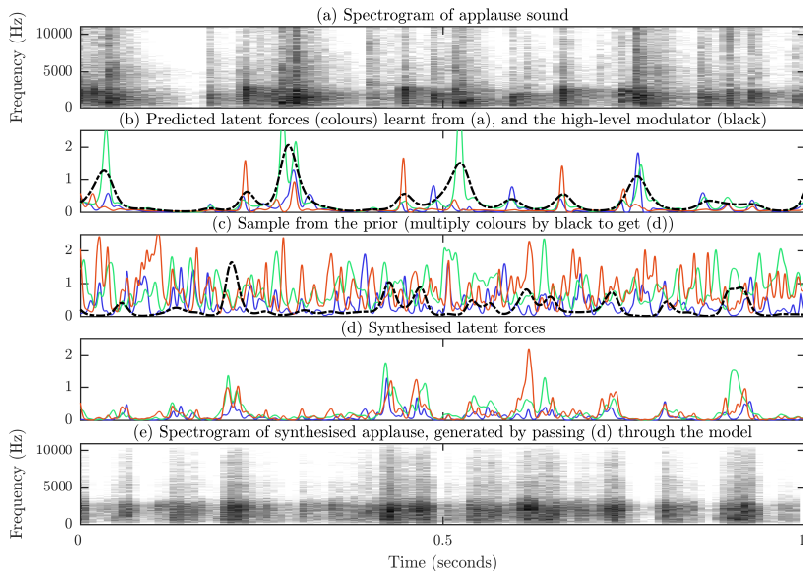 (a) Spectrogram of applause sound
Frequency (Hz)
10000
5000
0
(b) Predicted latent forces (colours) learnt from (a), and the high-level modulator (black)
2
1
0
(c) Sample from the prior (multiply colours by black to get (d))
2
1
0
(d) Synthesised latent forces
2
1
0
(e) Spectrogram of synthesised applause, generated by passing (d) through the model
Frequency (Hz)
10000
5000
0
0
0.5
1
Time (seconds)